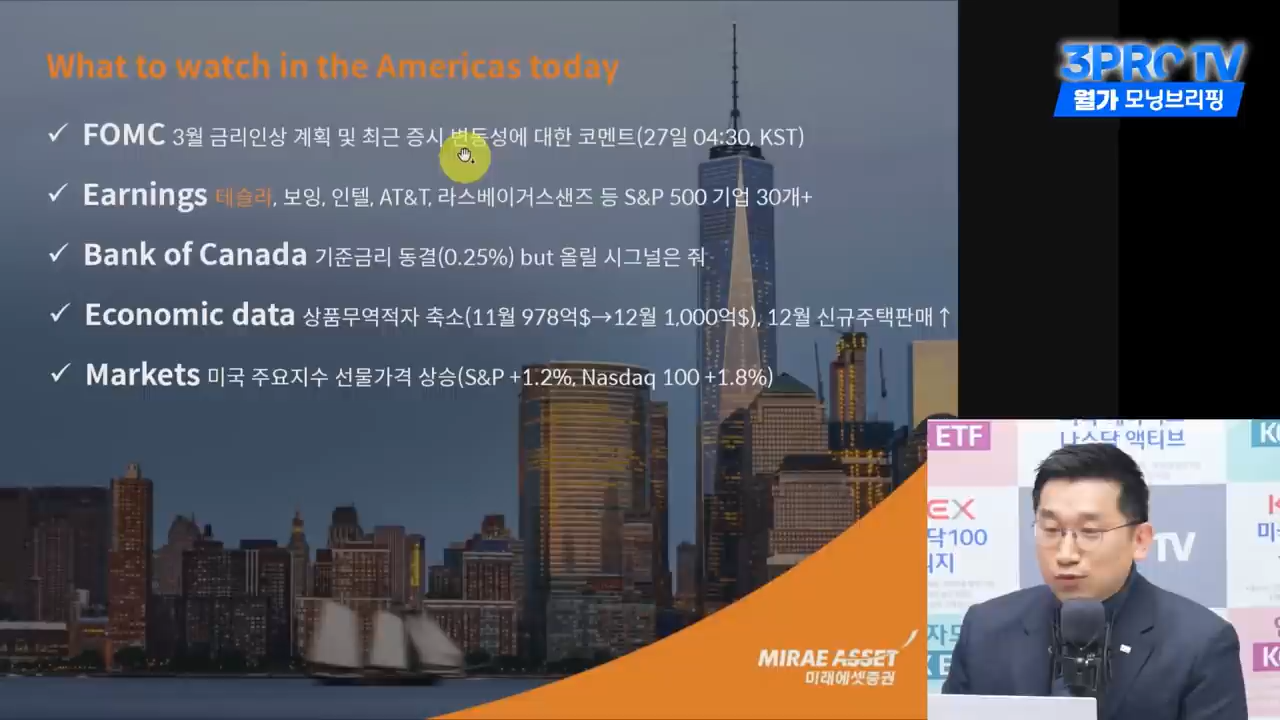 What to watch in the Americas today
✓ FOMC 3월 금리인상 계획 및 최근 증시 변동성에 대한 코멘트(27일 04:30, KST)
✓ Earnings 테슬라, 보잉, 인텔, AT&T, 라스베이거스샌즈 등 S&P 500 기업 30개+
✓ Bank of Canada 기준금리 동결(0.25%) but 올릴 시그널은 줘
✓ Economic data 상품무역적자 축소(11월 978억$→12월 1,000억$), 12월 신규주택판매↑
✓ Markets 미국 주요지수 선물가격 상승(S&P +1.2%, Nasdaq 100 +1.8%)
MIRAE ASSET
미래에셋증권
3PRO TV
월가 모닝브리핑
ETF
나스닥 액티브
EX
닥100
TV